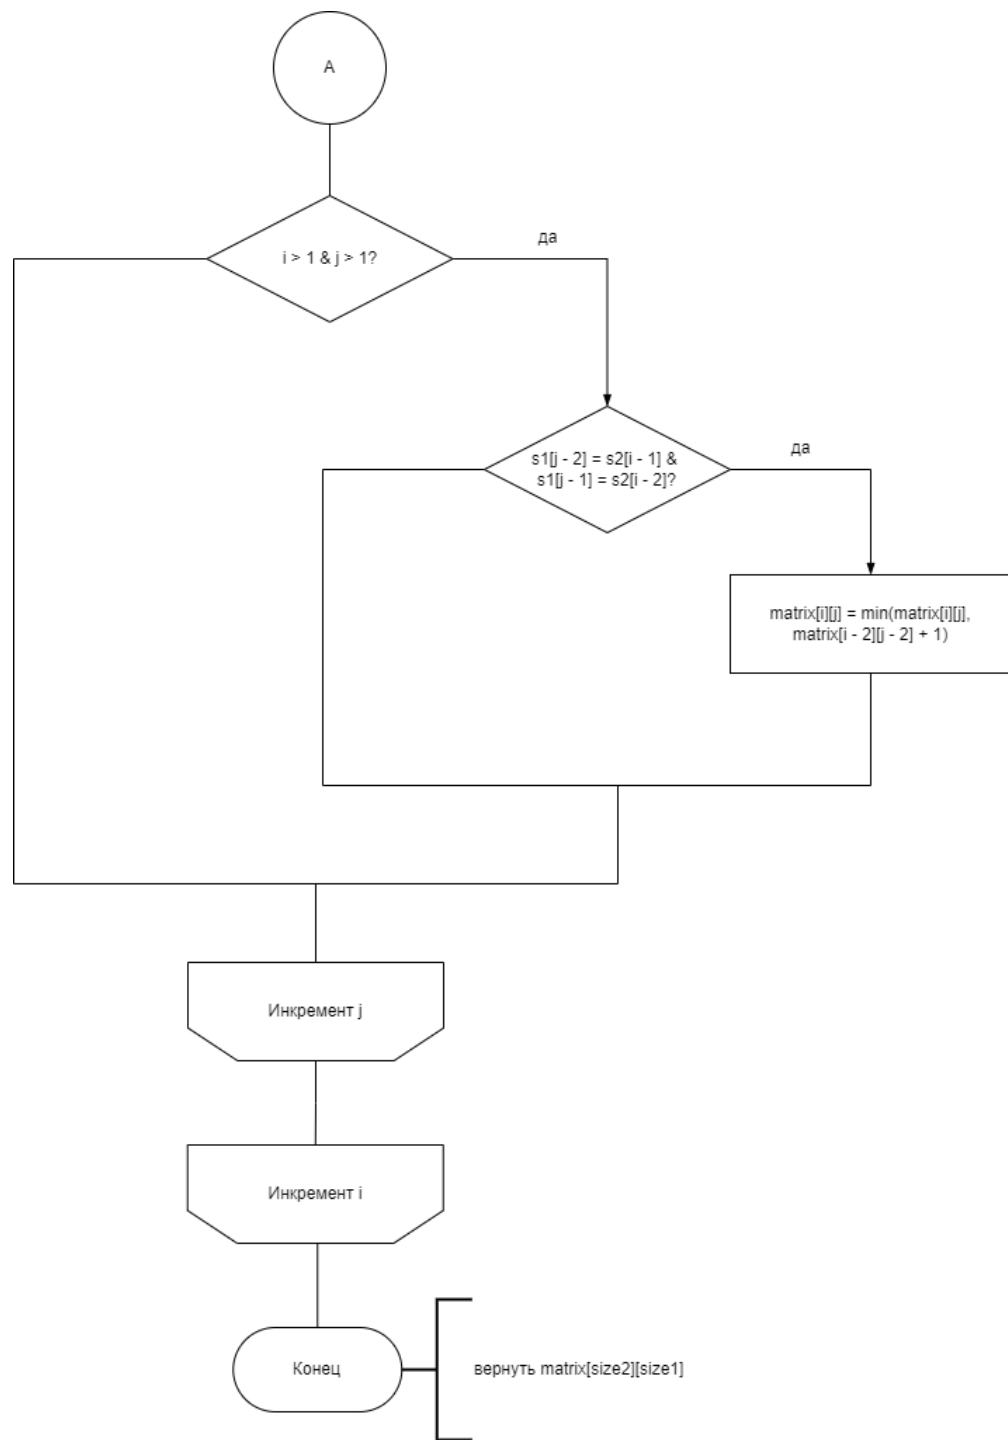 A
i > 1 & j > 1?
да
s1[j - 2] = s2[i - 1] &
s1[j - 1] = s2[i - 2]?
да
matrix[i][j] = min(matrix[i][j],
matrix[i - 2][j - 2] + 1)
Инкремент j
Инкремент i
Конец
вернуть matrix[size2][size1]